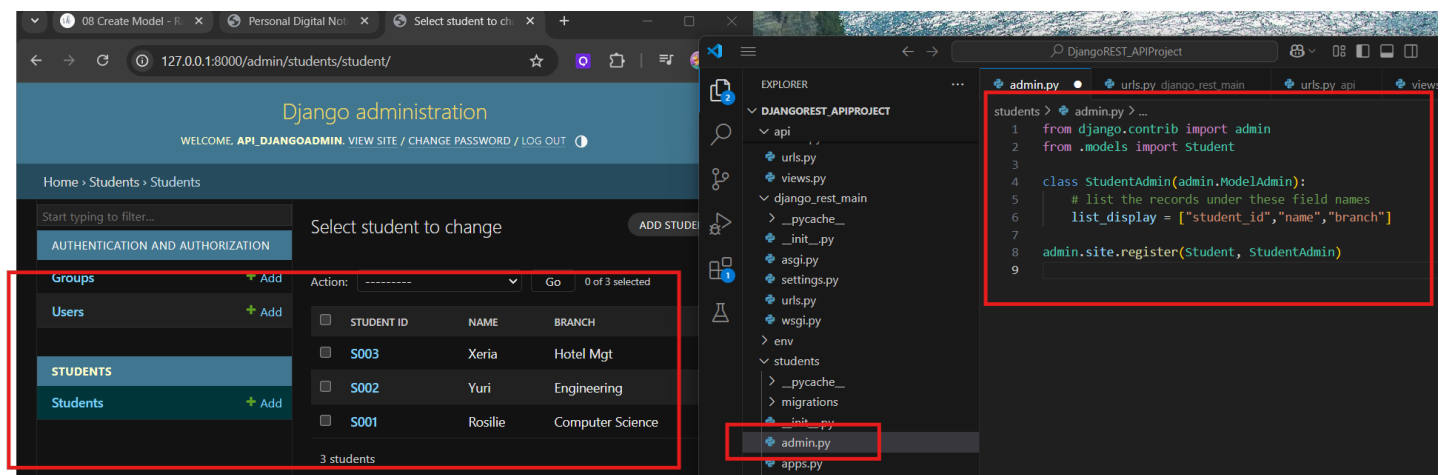 08 Create Model - R
Personal Digital Not
Select student to ch
127.0.0.1:8000/admin/students/student/
Django administration
WELCOME, API_DJANGOADMIN. VIEW SITE / CHANGE PASSWORD / LOG OUT
Home › Students › Students
Start typing to filter...
AUTHENTICATION AND AUTHORIZATION
Groups + Add
Users + Add
STUDENTS
Students + Add
Select student to change
ADD STUDE
Action: --------- Go 0 of 3 selected
STUDENT ID NAME BRANCH
S003 Xeria Hotel Mgt
S002 Yuri Engineering
S001 Rosilie Computer Science
3 students
DjangoREST_APIProject
EXPLORER ...
DJANGOREST_APIPROJECT
api
urls.py
views.py
django_rest_main
__pycache__
__init__.py
asgi.py
settings.py
urls.py
wsgi.py
env
students
__pycache__
migrations
__init__.py
admin.py
apps.py
2
1
admin.py ● urls.py django_rest_main urls.py api views
students > admin.py > ...
1 from django.contrib import admin
2 from .models import Student
3
4 class StudentAdmin(admin.ModelAdmin):
5 # list the records under these field names
6 list_display = ["student_id","name","branch"]
7
8 admin.site.register(Student, StudentAdmin)
9